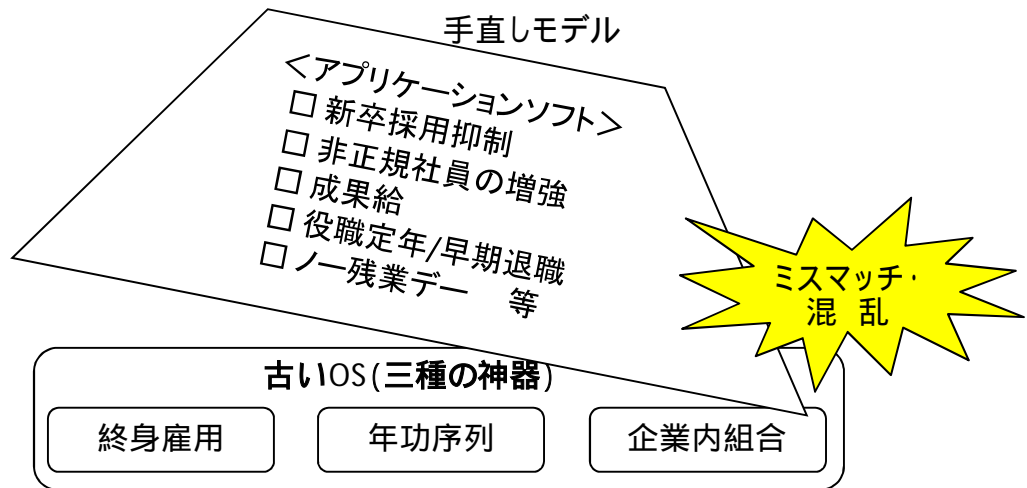 手直しモデル
＜アプリケーションソフト＞
□ 新卒採用抑制
□ 非正規社員の増強
□ 成果給
□ 役職定年/早期退職
□ ノー残業デー　等
ミスマッチ・
混　乱
古いOS(三種の神器)
終身雇用
年功序列
企業内組合